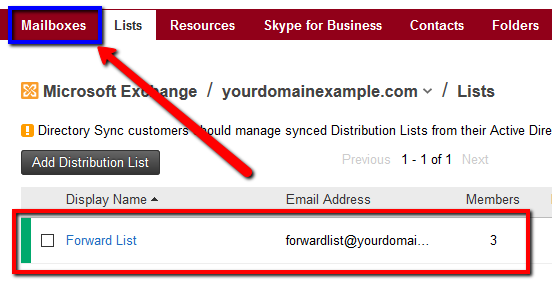 Mailboxes Lists Resources Skype for Business Contacts Folders
Microsoft Exchange / yourdomainexample.com / Lists
Directory Sync customers should manage synced Distribution Lists from their Active Dire
Add Distribution List Previous 1 - 1 of 1 Next
Display Name Email Address Members
Forward List forwardlist@yourdomai... 3